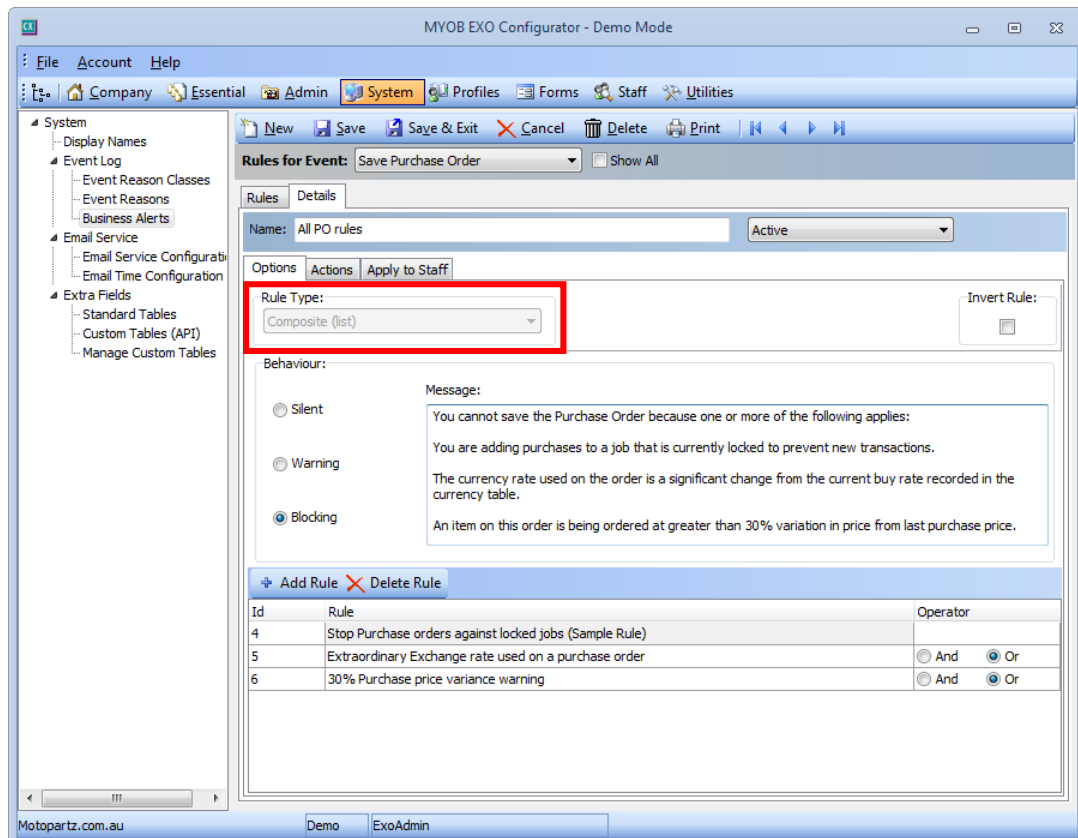 CX
MYOB EXO Configurator - Demo Mode
File Account Help
Company Essential Admin System Profiles Forms Staff Utilities
System
Display Names
Event Log
Event Reason Classes
Event Reasons
Business Alerts
Email Service
Email Service Configurati
Email Time Configuration
Extra Fields
Standard Tables
Custom Tables (API)
Manage Custom Tables
New Save Save & Exit Cancel Delete Print
Rules for Event: Save Purchase Order Show All
Rules Details
Name: All PO rules Active
Options Actions Apply to Staff
Rule Type: Invert Rule:
Composite (list)
Behaviour:
Message:
Silent
Warning
Blocking
You cannot save the Purchase Order because one or more of the following applies:
You are adding purchases to a job that is currently locked to prevent new transactions.
The currency rate used on the order is a significant change from the current buy rate recorded in the
currency table.
An item on this order is being ordered at greater than 30% variation in price from last purchase price.
Add Rule Delete Rule
Id Rule Operator
4 Stop Purchase orders against locked jobs (Sample Rule)
5 Extraordinary Exchange rate used on a purchase order And Or
6 30% Purchase price variance warning And Or
Motopartz.com.au Demo ExoAdmin